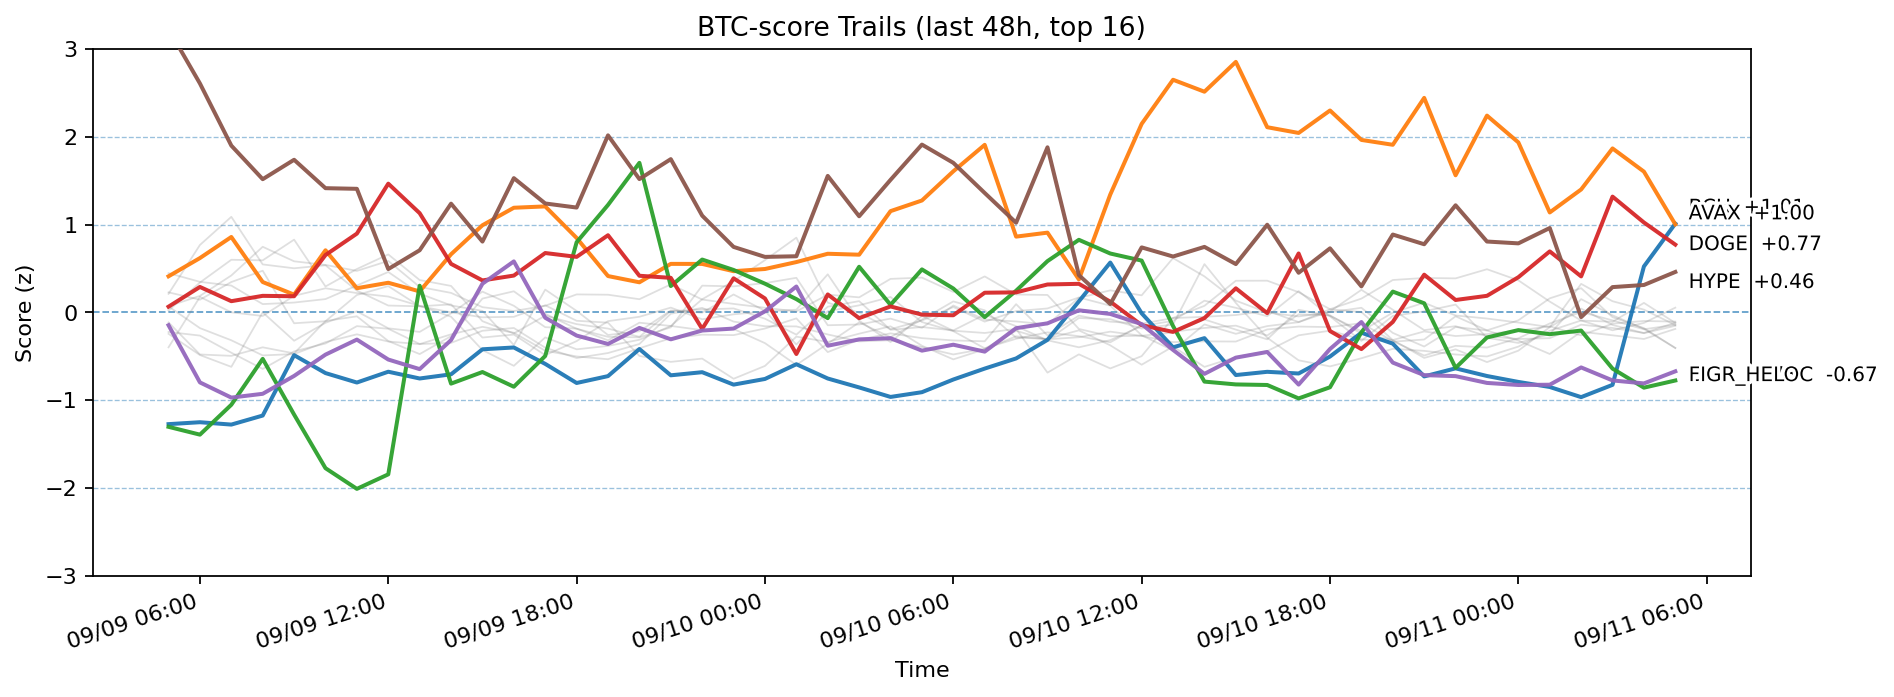 BTC-score Trails (last 48h, top 16)
Score (z)
3
2
1
0
−1
−2
−3
AVAX +1.00
DOGE +0.77
HYPE +0.46
FIGR_HELOC -0.67
09/09 06:00
09/09 12:00
09/09 18:00
09/10 00:00
09/10 06:00
09/10 12:00
09/10 18:00
09/11 00:00
09/11 06:00
Time